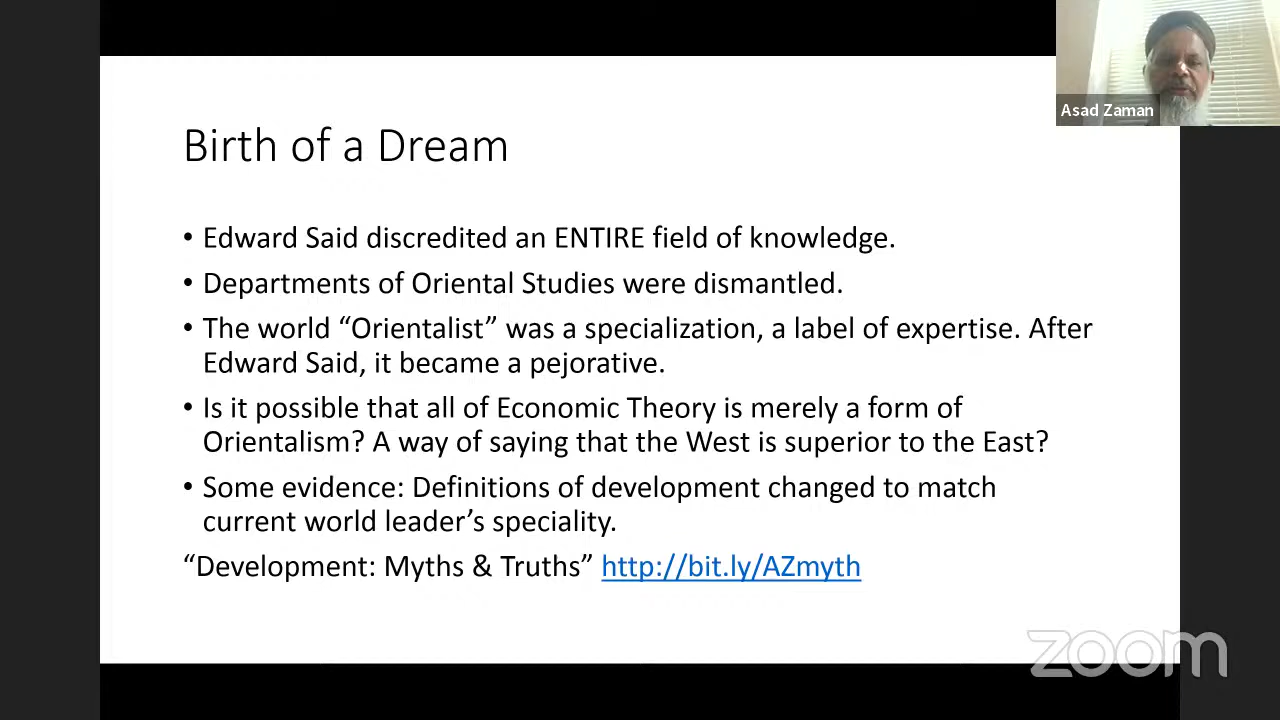 Asad Zaman
Birth of a Dream
• Edward Said discredited an ENTIRE field of knowledge.
• Departments of Oriental Studies were dismantled.
• The world “Orientalist” was a specialization, a label of expertise. After
Edward Said, it became a pejorative.
• Is it possible that all of Economic Theory is merely a form of
Orientalism? A way of saying that the West is superior to the East?
• Some evidence: Definitions of development changed to match
current world leader’s speciality.
“Development: Myths & Truths” http://bit.ly/AZmyth
zoom